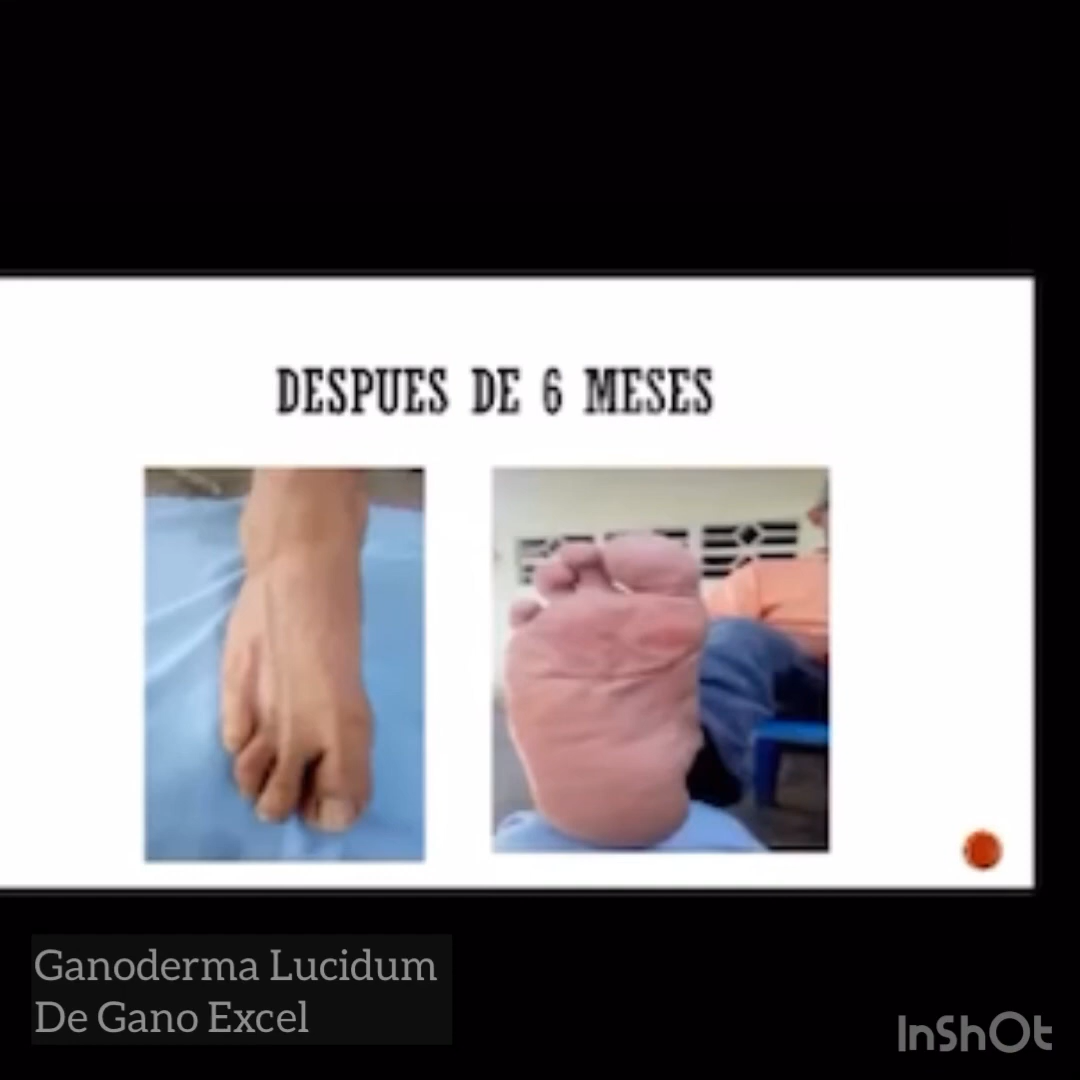 DESPUES DE 6 MESES
Ganoderma Lucidum
De Gano Excel
InShOt